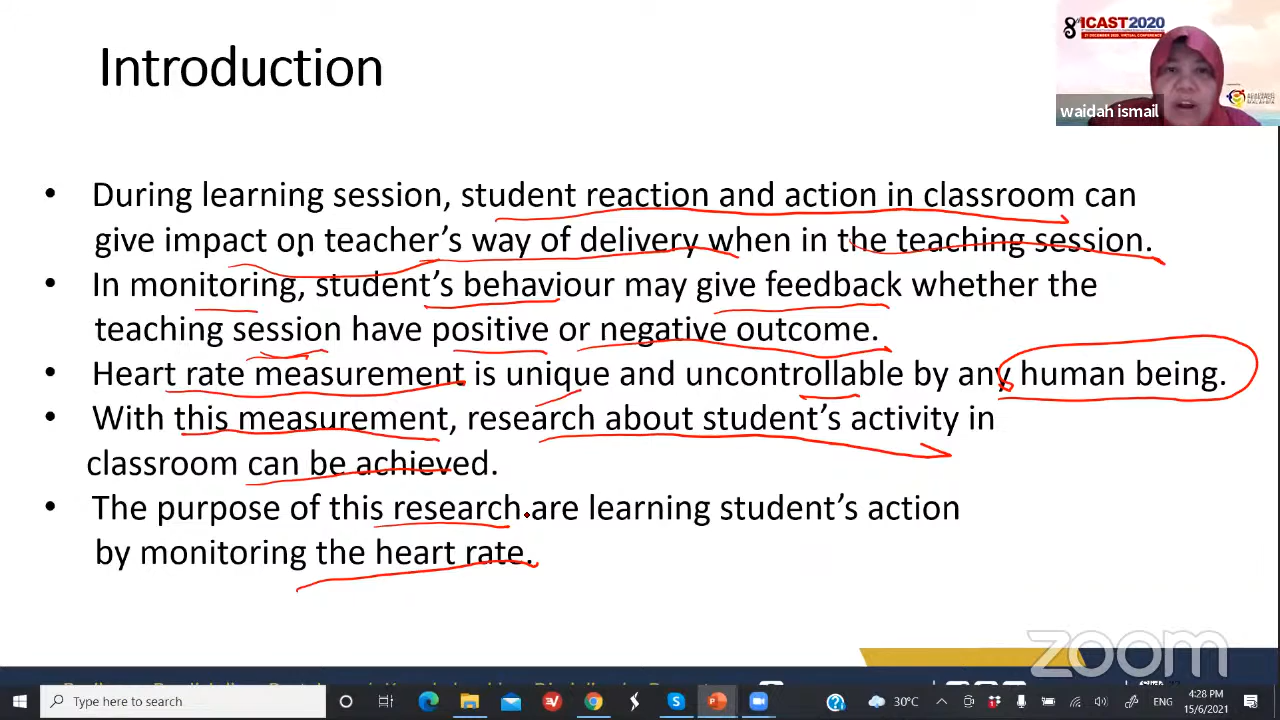 Introduction
8th ICAST2020
waidah ismail
• During learning session, student reaction and action in classroom can
give impact on teacher's way of delivery when in the teaching session.
• In monitoring, student's behaviour may give feedback whether the
teaching session have positive or negative outcome.
• Heart rate measurement is unique and uncontrollable by any human being.
• With this measurement, research about student's activity in
classroom can be achieved.
• The purpose of this research are learning student's action
by monitoring the heart rate.
zoom
Type here to search
30°C
ENG
4:28 PM
15/6/2021